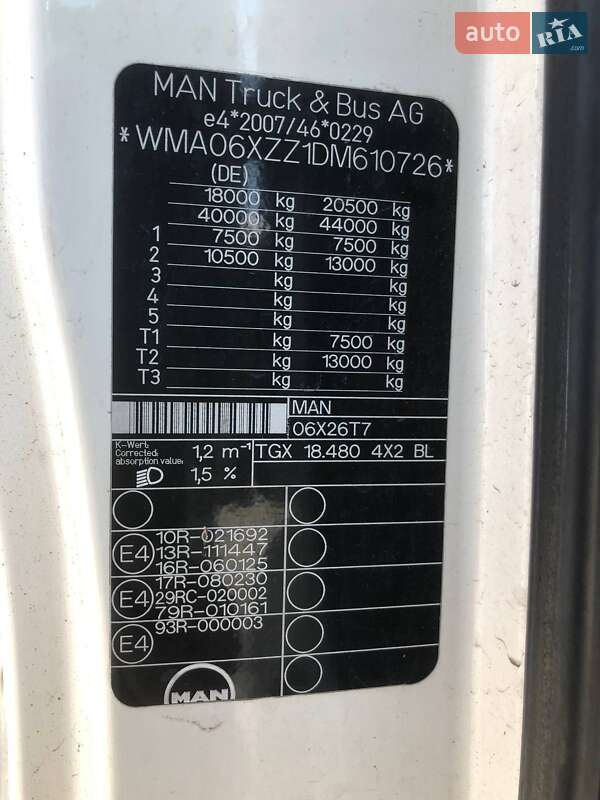 auto RIA.com
MAN Truck & Bus AG
e4*2007/46*0229
*WMA06XZZ1DM610726*
(DE)
18000 kg 20500 kg
40000 kg 44000 kg
1 7500 kg 7500 kg
2 10500 kg 13000 kg
3 kg kg
4 kg kg
5 kg kg
T1 kg 7500 kg
T2 kg 13000 kg
T3 kg kg
MAN
06X26T7
K-Wert:
Corrected absorption value: 1,2 m⁻¹
TGX 18.480 4X2 BL
1,5 %
10R-021692
E4 13R-111447
16R-060125
17R-080230
E4 29RC-020002
79R-010161
93R-000003
E4
MAN